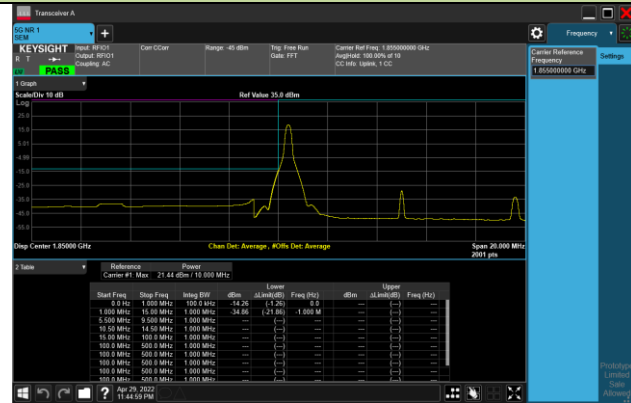 Transceiver A
5G NR 1
SEM
+
Frequency
KEYSIGHT
R T
PASS
Input: RFIO1
Output: RFIO1
Coupling: AC
Corr CCorr
Range: -45 dBm
Trig: Free Run
Gate: FFT
Carrier Ref Freq: 1.855000000 GHz
Avg|Hold: 100.00% of 10
CC Info: Uplink, 1 CC
Carrier Reference
Frequency
1.855000000 GHz
Settings
1 Graph
Scale/Div 10 dB
Ref Value 35.0 dBm
Log
25.0
15.0
5.01
-4.99
-15.0
-25.0
-35.0
-45.0
-55.0
Disp Center 1.85000 GHz
Chan Det: Average , #Offs Det: Average
Span 20.000 MHz
2001 pts
2 Table
Reference Power
Carrier #1: Max 21.44 dBm / 10.000 MHz
Lower Upper
Start Freq Stop Freq Integ BW dBm ΔLimit(dB) Freq (Hz) dBm ΔLimit(dB) Freq (Hz)
0.0 Hz 1.000 MHz 100.0 kHz -14.26 (-1.26) 0.0 --- (---) ---
1.000 MHz 15.00 MHz 1.000 MHz -34.86 (-21.86) -1.000 M --- (---) ---
5.500 MHz 9.500 MHz 1.000 MHz --- (---) --- --- (---) ---
10.50 MHz 14.50 MHz 1.000 MHz --- (---) --- --- (---) ---
15.00 MHz 100.0 MHz 1.000 MHz --- (---) --- --- (---) ---
100.0 MHz 500.0 MHz 1.000 MHz --- (---) --- --- (---) ---
100.0 MHz 500.0 MHz 1.000 MHz --- (---) --- --- (---) ---
100.0 MHz 500.0 MHz 1.000 MHz --- (---) --- --- (---) ---
100.0 MHz 500.0 MHz 1.000 MHz --- (---) --- --- (---) ---
100.0 MHz 500.0 MHz 1.000 MHz --- (---) --- --- (---) ---
?
Apr 29, 2022
11:44:59 PM
Prototype
Limited
Sale
Allowed